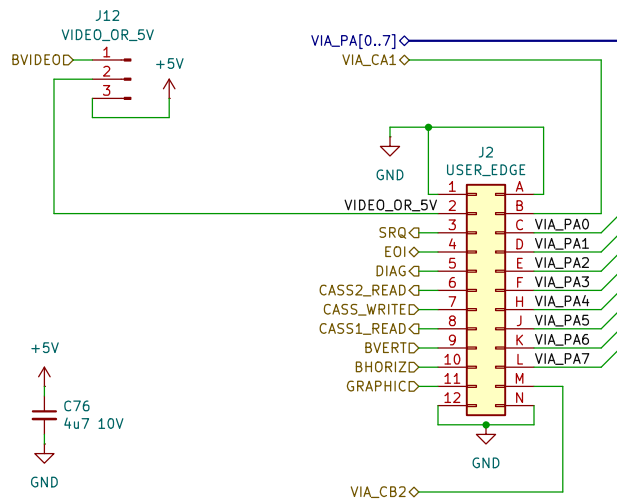 J12
VIDEO_OR_5V
BVIDEO
1
2
3
+5V
VIA_PA[0..7]
VIA_CA1
GND
J2
USER_EDGE
1 A
VIDEO_OR_5V 2 B
SRQ 3 C VIA_PA0
EOI 4 D VIA_PA1
DIAG 5 E VIA_PA2
CASS2_READ 6 F VIA_PA3
CASS_WRITE 7 H VIA_PA4
CASS1_READ 8 J VIA_PA5
BVERT 9 K VIA_PA6
BHORIZ 10 L VIA_PA7
GRAPHIC 11 M
12 N
GND
VIA_CB2
+5V
C76
4u7 10V
GND